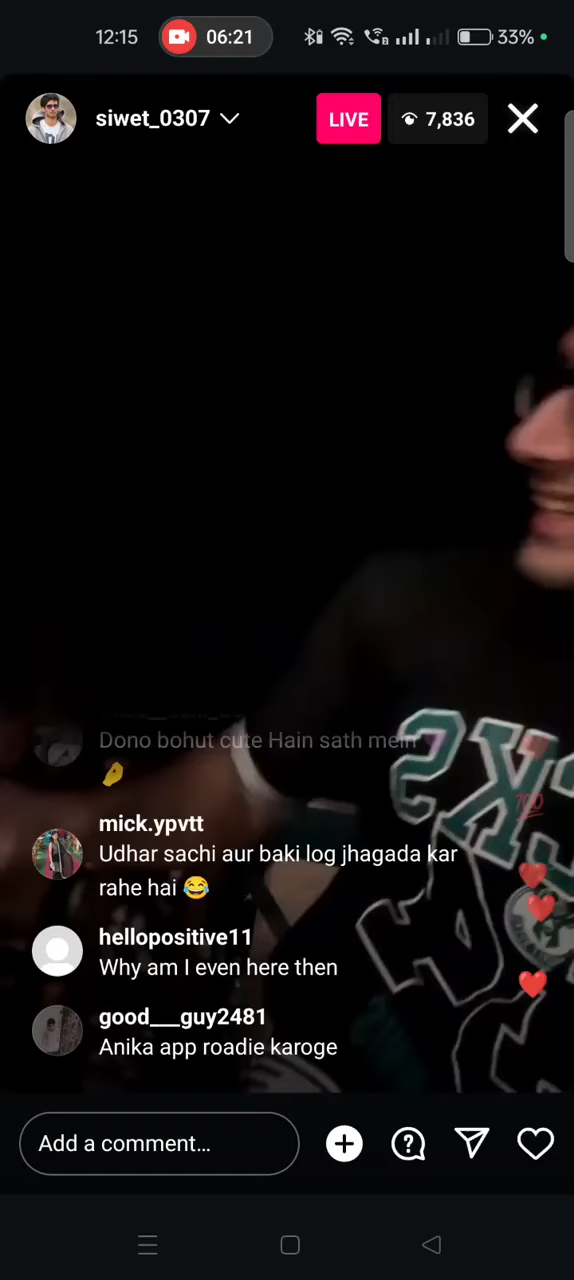 12:15 06:21 33%
siwet_0307 LIVE 7,836
Dono bohut cute Hain sath mein
🤌
mick.ypvtt
Udhar sachi aur baki log jhagada kar
rahe hai 😂
hellopositive11
Why am I even here then
good___guy2481
Anika app roadie karoge
Add a comment...